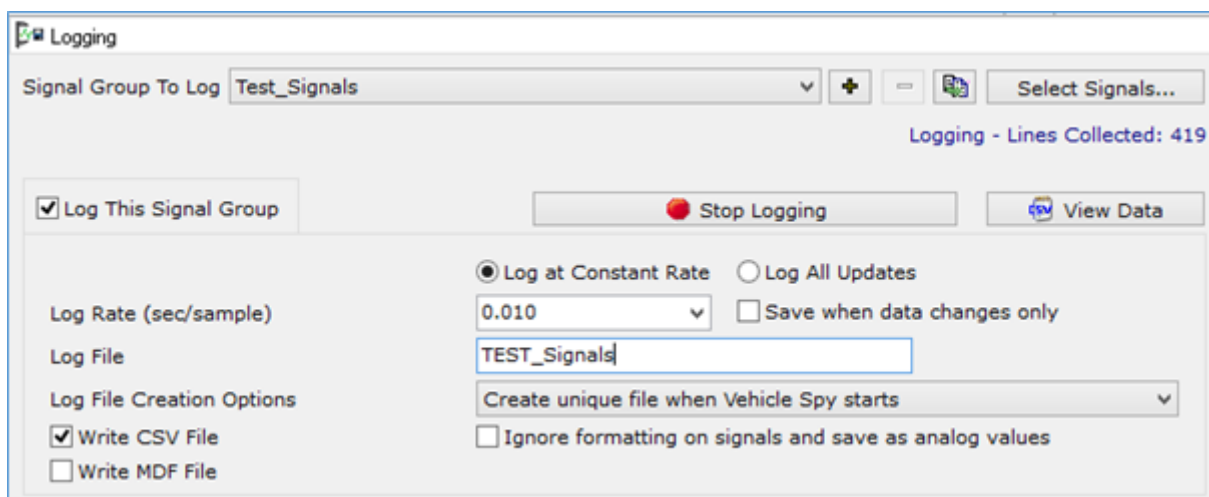 Logging
Signal Group To Log Test_Signals Select Signals...
Logging - Lines Collected: 419
Log This Signal Group Stop Logging CSV View Data
Log at Constant Rate Log All Updates
Log Rate (sec/sample) 0.010 Save when data changes only
Log File TEST_Signals
Log File Creation Options Create unique file when Vehicle Spy starts
Write CSV File Ignore formatting on signals and save as analog values
Write MDF File